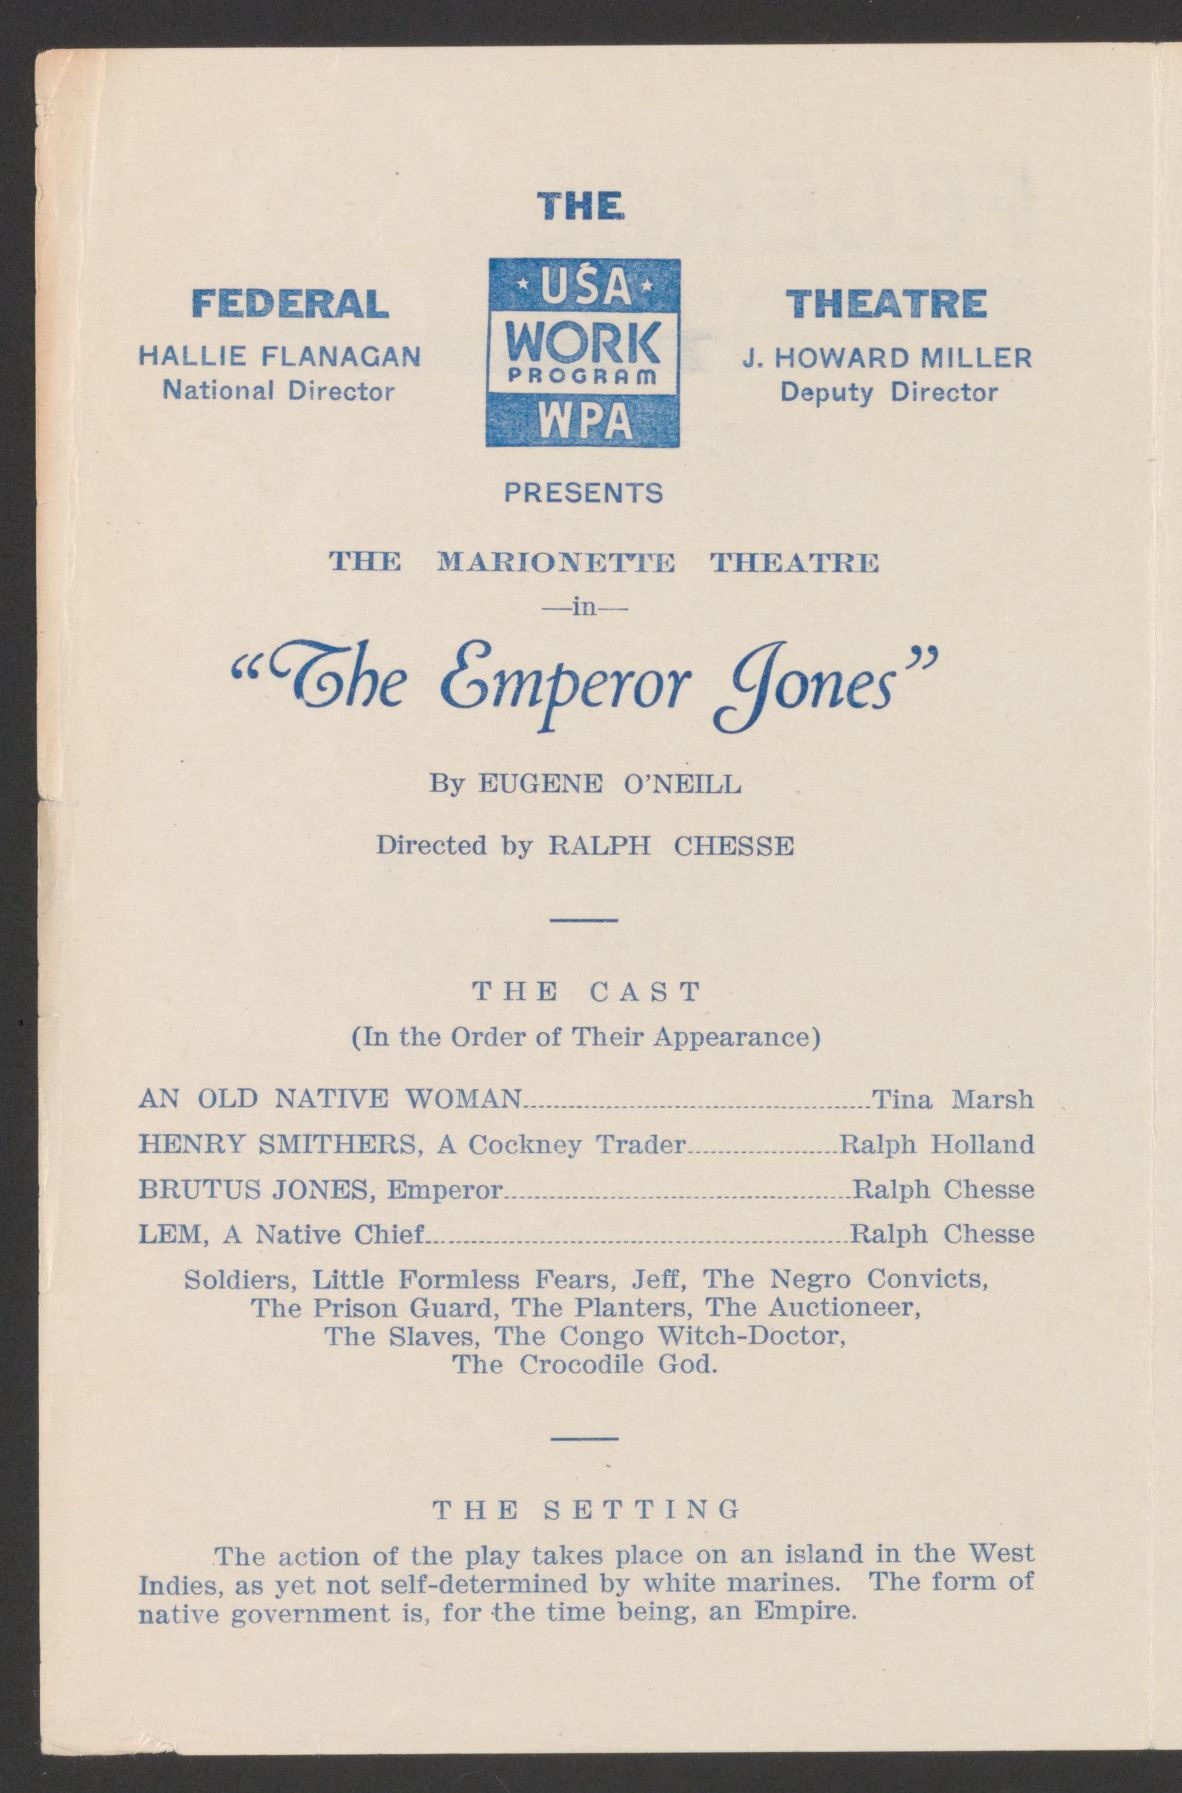 THE
FEDERAL
HALLIE FLANAGAN
National Director
USA
WORK
PROGRAM
WPA
THEATRE
J. HOWARD MILLER
Deputy Director
PRESENTS
THE MARIONETTE THEATRE
—in—
“The Emperor Jones”
By EUGENE O’NEILL
Directed by RALPH CHESSE
THE CAST
(In the Order of Their Appearance)
AN OLD NATIVE WOMAN........................................Tina Marsh
HENRY SMITHERS, A Cockney Trader...................Ralph Holland
BRUTUS JONES, Emperor........................................Ralph Chesse
LEM, A Native Chief................................................Ralph Chesse
Soldiers, Little Formless Fears, Jeff, The Negro Convicts,
The Prison Guard, The Planters, The Auctioneer,
The Slaves, The Congo Witch-Doctor,
The Crocodile God.
THE SETTING
The action of the play takes place on an island in the West
Indies, as yet not self-determined by white marines. The form of
native government is, for the time being, an Empire.